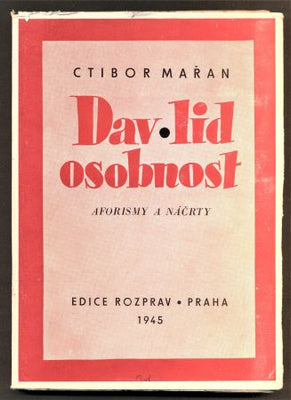 CTIBOR MAŘAN
Dav • lid
osobnost
AFORISMY A NÁČRTY
EDICE ROZPRAV • PRAHA
1945